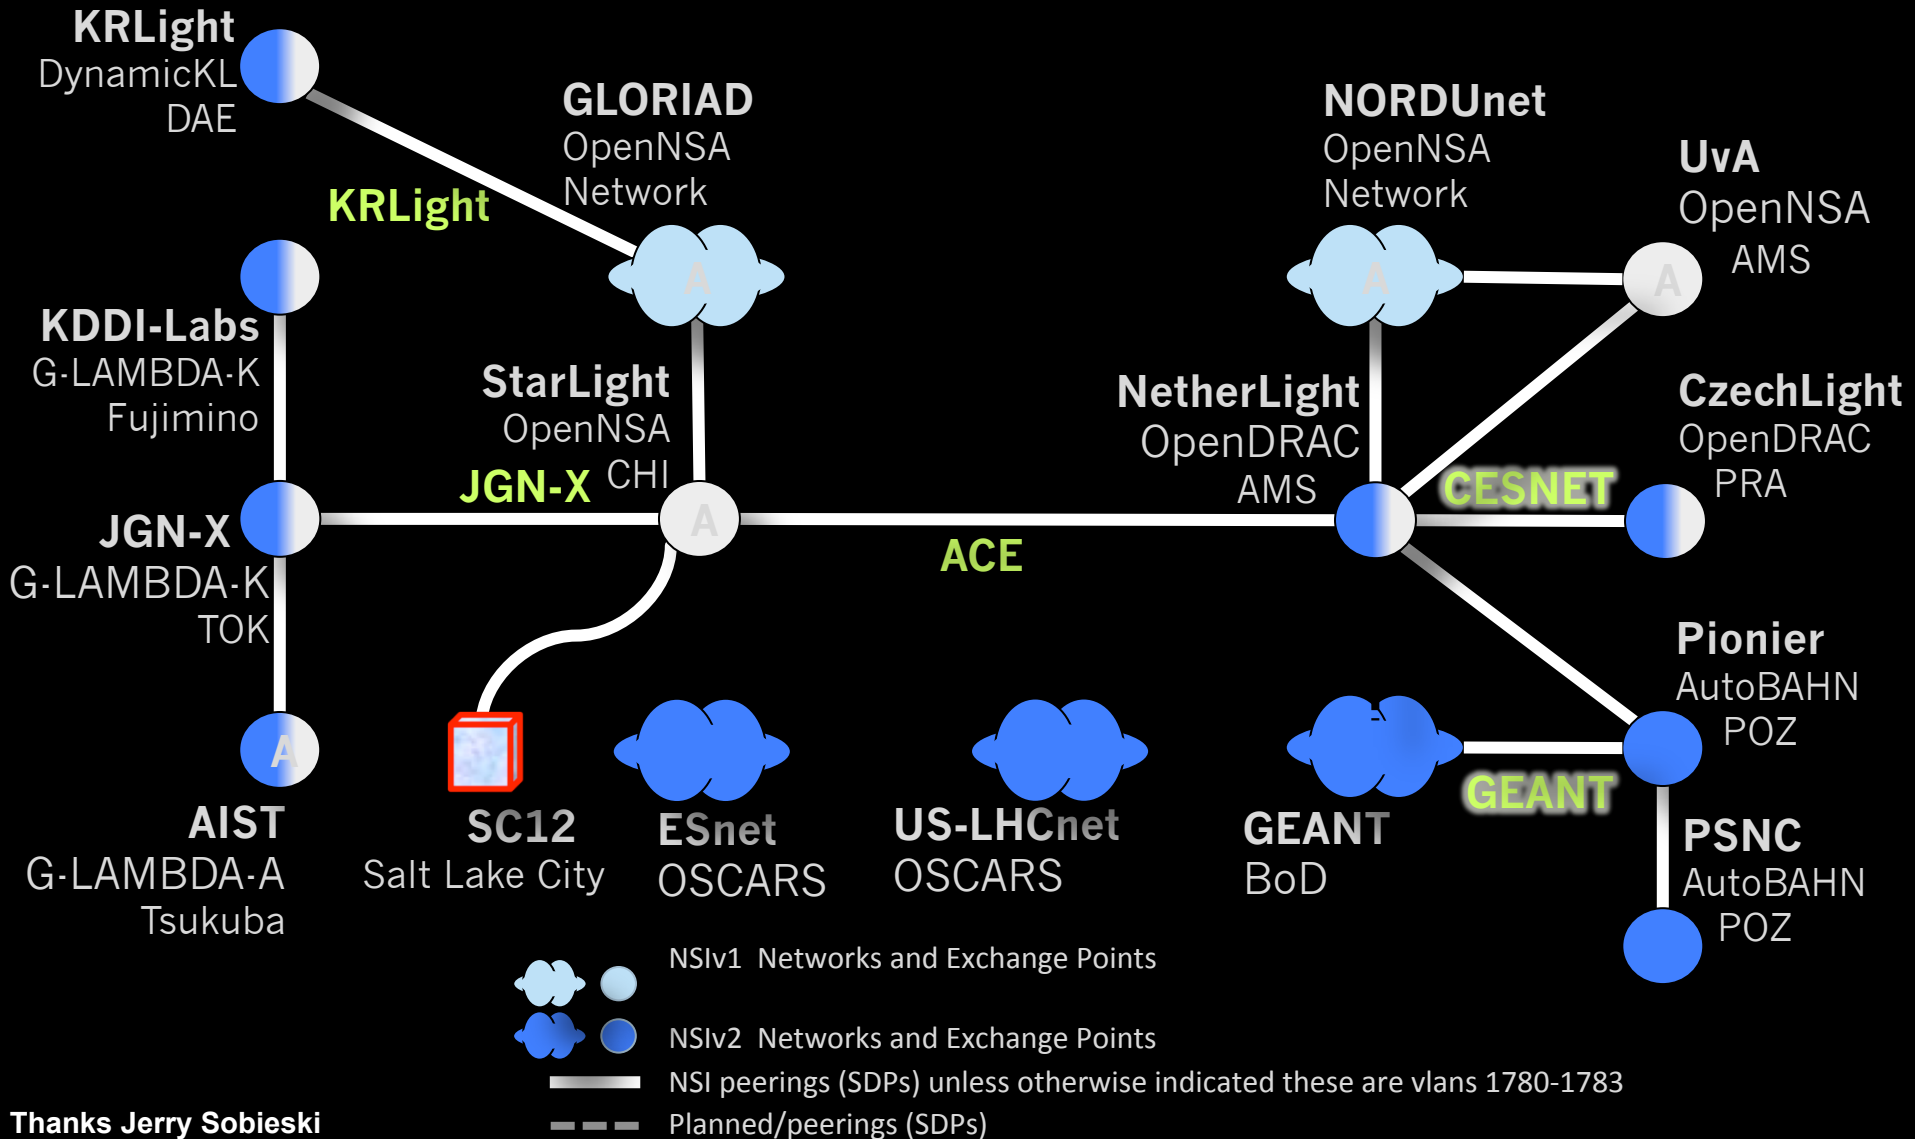 KRLight
DynamicKL
DAE
GLORIAD
OpenNSA
Network
NORDUnet
OpenNSA
Network
UvA
OpenNSA
AMS
KRLight
A
A
A
KDDI-Labs
G-LAMBDA-K
Fujimino
StarLight
OpenNSA
CHI
NetherLight
OpenDRAC
AMS
CzechLight
OpenDRAC
PRA
JGN-X
CESNET
JGN-X
G-LAMBDA-K
TOK
A
ACE
Pionier
AutoBAHN
POZ
A
GEANT
AIST
G-LAMBDA-A
Tsukuba
SC12
Salt Lake City
ESnet
OSCARS
US-LHCnet
OSCARS
GEANT
BoD
PSNC
AutoBAHN
POZ
NSIv1 Networks and Exchange Points
NSIv2 Networks and Exchange Points
NSI peerings (SDPs) unless otherwise indicated these are vlans 1780-1783
Planned/peerings (SDPs)
Thanks Jerry Sobieski